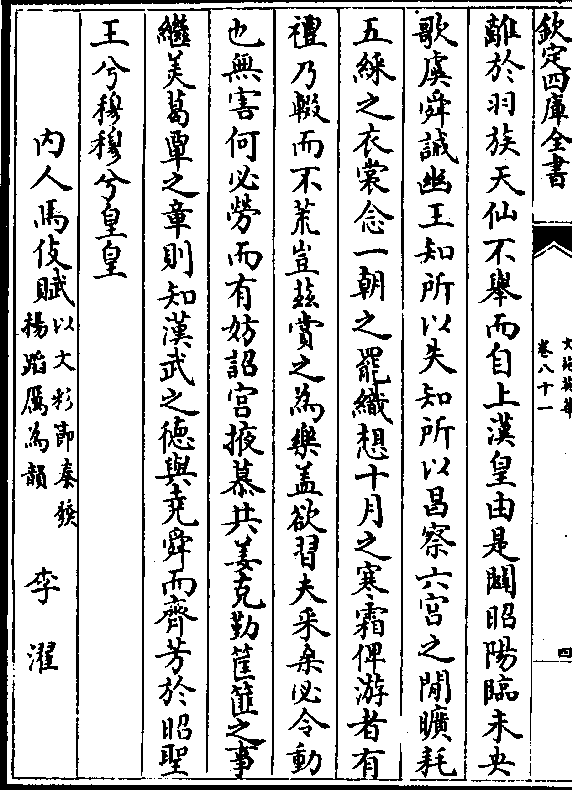 欽定四庫全書
文苑英華
卷八十一
四
離於羽族天仙不舉而自上漢皇由是闢昭陽臨未央
歌虞舜誡幽王知所以失知所以昌察六宮之閒曠耗
五綵之衣裳念一朝之罷織想十月之寒霜俾游者有
禮乃輟而不荒豈兹賞之為樂盖欲習夫采桑必令動
也無害何必勞而有妨詔宮掖慕共姜克勤筐篚之事
繼美葛覃之章則知漢武之德與堯舜而齊芳於昭聖
王兮穆穆兮皇皇
内人馬伎賦以文彩節奏發揚蹈厲為韻 李濯